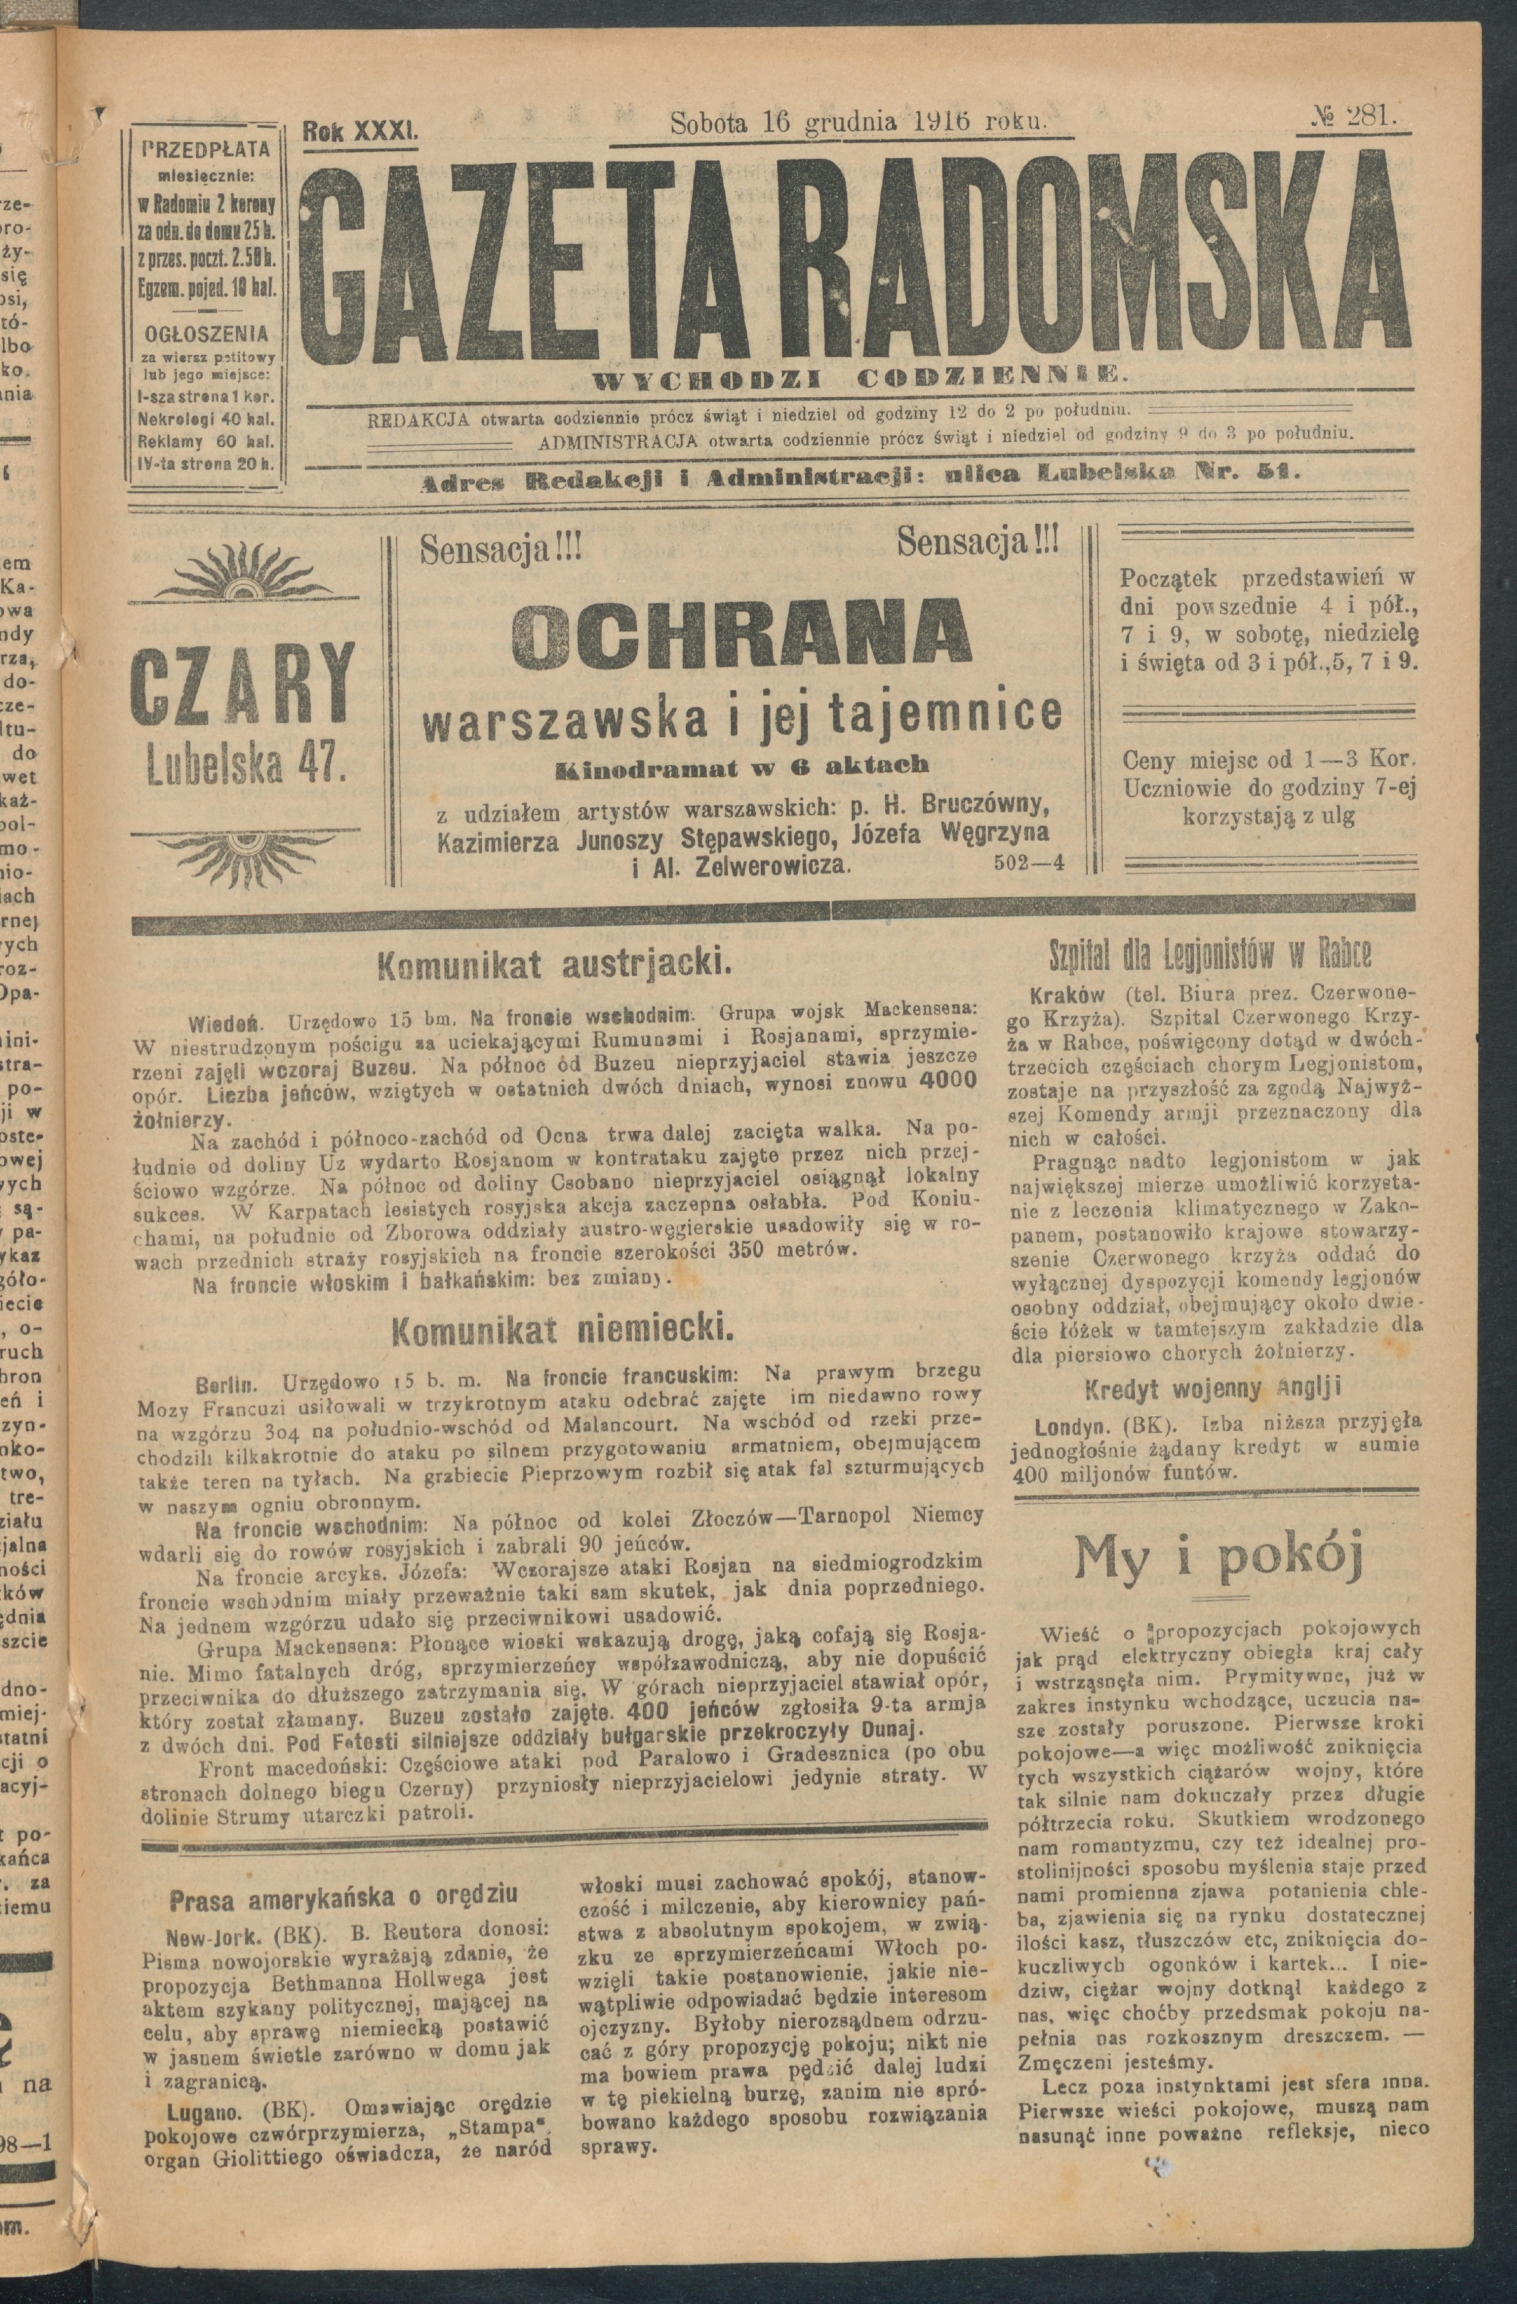 PRZEDPŁATA
miesięcznie:
w Radomiu 2 korony
za odn. do domu 25 h.
z przes. poczt. 2.50 h.
Egzem. pojed. 10 hal.
OGŁOSZENIA
za wiersz petitowy
lub jego miejsce:
I-sza strona 1 kor.
Nekrologi 40 hal.
Reklamy 60 hal.
IV-ta strona 20 h.
Rok XXXI.
Sobota 16 grudnia 1916 roku.
№ 281.
GAZETA RADOMSKA
WYCHODZI CODZIENNIE.
REDAKCJA otwarta codziennie prócz świąt i niedziel od godziny 12 do 2 po południu.
ADMINISTRACJA otwarta codziennie prócz świąt i niedziel od godziny 9 do 3 po południu.
Adres Redakcji i Administracji: ulica Lubelska Nr. 51.
CZARY
Lubelska 47.
Sensacja!!! Sensacja!!!
OCHRANA
warszawska i jej tajemnice
Kinodramat w 6 aktach
z udziałem artystów warszawskich: p. H. Bruczówny,
Kazimierza Junoszy Stępawskiego, Józefa Węgrzyna
i Al. Zelwerowicza. 502—4
Początek przedstawień w
dni powszednie 4 i pół.,
7 i 9, w sobotę, niedzielę
i święta od 3 i pół.,5, 7 i 9.
Ceny miejsc od 1—3 Kor.
Uczniowie do godziny 7-ej
korzystają z ulg
Komunikat austrjacki.
Wiedeń. Urzędowo 15 bm. Na froncie wschodnim. Grupa wojsk Mackensena:
W niestrudzonym pościgu za uciekającymi Rumunami i Rosjanami, sprzymie-
rzeni zajęli wczoraj Buzeu. Na północ od Buzeu nieprzyjaciel stawia jeszcze
opór. Liczba jeńców, wziętych w ostatnich dwóch dniach, wynosi znowu 4000
żołnierzy.
Na zachód i północo-zachód od Ocna trwa dalej zacięta walka. Na po-
łudnie od doliny Uz wydarto Rosjanom w kontrataku zajęte przez nich przej-
ściowo wzgórze. Na północ od doliny Csobano nieprzyjaciel osiągnął lokalny
sukces. W Karpatach lesistych rosyjska akcja zaczepna osłabła. Pod Koniu-
chami, na południe od Zborowa oddziały austro-węgierskie usadowiły się w ro-
wach przednich straży rosyjskich na froncie szerokości 350 metrów.
Na froncie włoskim i bałkańskim: bez zmiany.
Komunikat niemiecki.
Berlin. Urzędowo 15 b. m. Na froncie francuskim: Na prawym brzegu
Mozy Francuzi usiłowali w trzykrotnym ataku odebrać zajęte im niedawno rowy
na wzgórzu 304 na południo-wschód od Malancourt. Na wschód od rzeki prze-
chodzili kilkakrotnie do ataku po silnem przygotowaniu armatniem, obejmującem
także teren na tyłach. Na grzbiecie Pieprzowym rozbił się atak fal szturmujących
w naszym ogniu obronnym.
Na froncie wschodnim: Na północ od kolei Złoczów—Tarnopol Niemcy
wdarli się do rowów rosyjskich i zabrali 90 jeńców.
Na froncie arcyks. Józefa: Wczorajsze ataki Rosjan na siedmiogrodzkim
froncie wschodnim miały przeważnie taki sam skutek, jak dnia poprzedniego.
Na jednem wzgórzu udało się przeciwnikowi usadowić.
Grupa Mackensena: Płonące wioski wskazują drogę, jaką cofają się Rosja-
nie. Mimo fatalnych dróg, sprzymierzeńcy współzawodniczą, aby nie dopuścić
przeciwnika do dłuższego zatrzymania się. W górach nieprzyjaciel stawiał opór,
który został złamany. Buzeu zostało zajęte. 400 jeńców zgłosiła 9-ta armja
z dwóch dni. Pod Fetesti silniejsze oddziały bułgarskie przekroczyły Dunaj.
Front macedoński: Częściowe ataki pod Paralowo i Gradesznica (po obu
stronach dolnego biegu Czerny) przyniosły nieprzyjacielowi jedynie straty. W
dolinie Strumy utarczki patroli.
Prasa amerykańska o orędziu
New-Jork. (BK). B. Reutera donosi:
Pisma nowojorskie wyrażają zdanie, że
propozycja Bethmanna Hollwega jest
aktem szykany politycznej, mającej na
celu, aby sprawę niemiecką postawić
w jasnem świetle zarówno w domu jak
i zagranicą.
Lugano. (BK). Omawiając orędzie
pokojowe czwórprzymierza, „Stampa“,
organ Giolittiego oświadcza, że naród
włoski musi zachować spokój, stanow-
czość i milczenie, aby kierownicy pań-
stwa z absolutnym spokojem, w zwią-
zku ze sprzymierzeńcami Włoch po-
wzięli takie postanowienie, jakie nie-
wątpliwie odpowiadać będzie interesom
ojczyzny. Byłoby nierozsądnem odrzu-
cać z góry propozycję pokoju; nikt nie
ma bowiem prawa pędzić dalej ludzi
w tę piekielną burzę, zanim nie spró-
bowano każdego sposobu rozwiązania
sprawy.
Szpital dla Legjonistów w Rabce
Kraków (tel. Biura prez. Czerwone-
go Krzyża). Szpital Czerwonego Krzy-
ża w Rabce, poświęcony dotąd w dwóch-
trzecich częściach chorym Legjonistom,
zostaje na przyszłość za zgodą Najwyż-
szej Komendy armji przeznaczony dla
nich w całości.
Pragnąc nadto legjonistom w jak
największej mierze umożliwić korzysta-
nie z leczenia klimatycznego w Zako-
panem, postanowiło krajowe stowarzy-
szenie Czerwonego krzyża oddać do
wyłącznej dyspozycji komendy legjonów
osobny oddział, obejmujący około dwie-
ście łóżek w tamtejszym zakładzie dla
dla piersiowo chorych żołnierzy.
Kredyt wojenny Anglji
Londyn. (BK). Izba niższa przyjęła
jednogłośnie żądany kredyt w sumie
400 miljonów funtów.
My i pokój
Wieść o propozycjach pokojowych
jak prąd elektryczny obiegła kraj cały
i wstrząsnęła nim. Prymitywne, już w
zakres instynku wchodzące, uczucia na-
sze zostały poruszone. Pierwsze kroki
pokojowe—a więc możliwość zniknięcia
tych wszystkich ciążarów wojny, które
tak silnie nam dokuczały przez długie
półtrzecia roku. Skutkiem wrodzonego
nam romantyzmu, czy też idealnej pro-
stolinijności sposobu myślenia staje przed
nami promienna zjawa potanienia chle-
ba, zjawienia się na rynku dostatecznej
ilości kasz, tłuszczów etc, zniknięcia do-
kuczliwych ogonków i kartek... I nie-
dziw, ciężar wojny dotknął każdego z
nas, więc choćby przedsmak pokoju na-
pełnia nas rozkosznym dreszczem. —
Zmęczeni jesteśmy.
Lecz poza instynktami jest sfera inna.
Pierwsze wieści pokojowe, muszą nam
nasunąć inne poważne refleksje, nieco